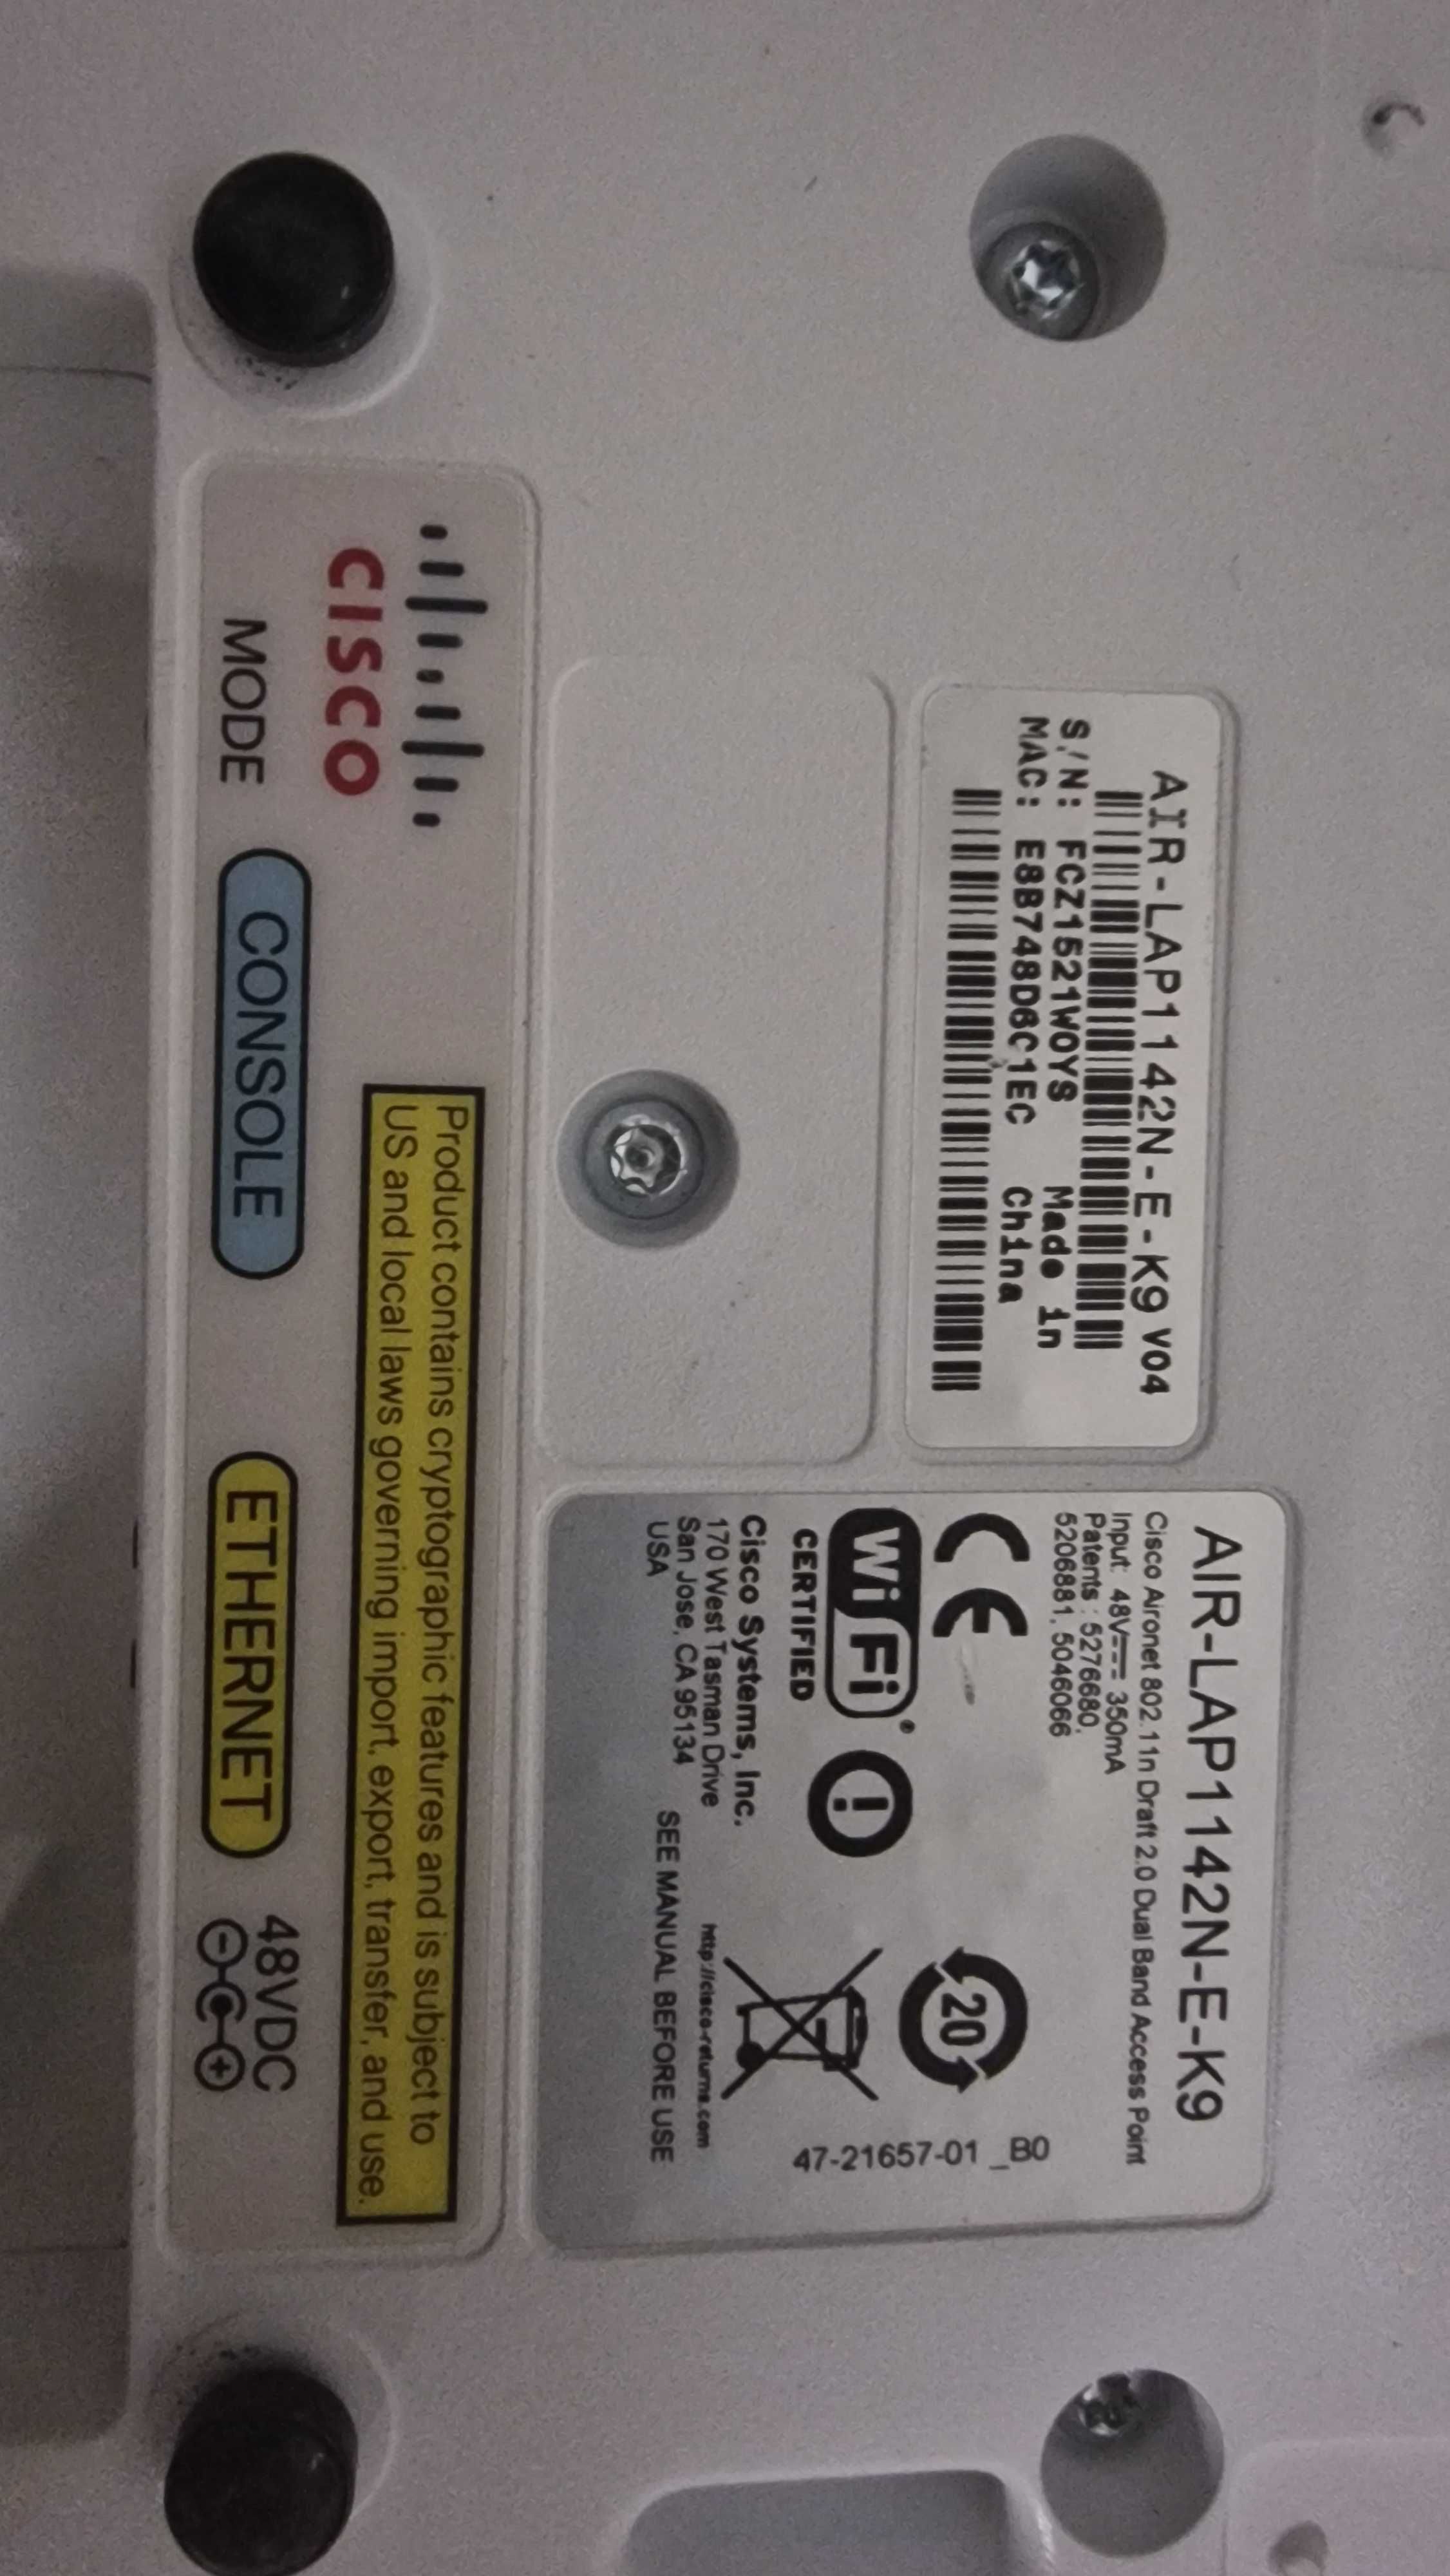 AIR-LAP1142N-E-K9 V04
S/N: FCZ1521W0YS
MAC: E8B748D6C1EC
Made in
China
AIR-LAP1142N-E-K9
Cisco Aironet 802.11n Draft 2.0 Dual Band Access Point
Input: 48V 350mA
Patents : 5276680,
5206881, 5046066
CE
20
47-21657-01 _B0
Wi Fi®
CERTIFIED
Cisco Systems, Inc.
170 West Tasman Drive
San Jose, CA 95134
USA
http://cisco-returns.com
SEE MANUAL BEFORE USE
CISCO
Product contains cryptographic features and is subject to
US and local laws governing import, export, transfer, and use.
MODE
CONSOLE
ETHERNET
48VDC